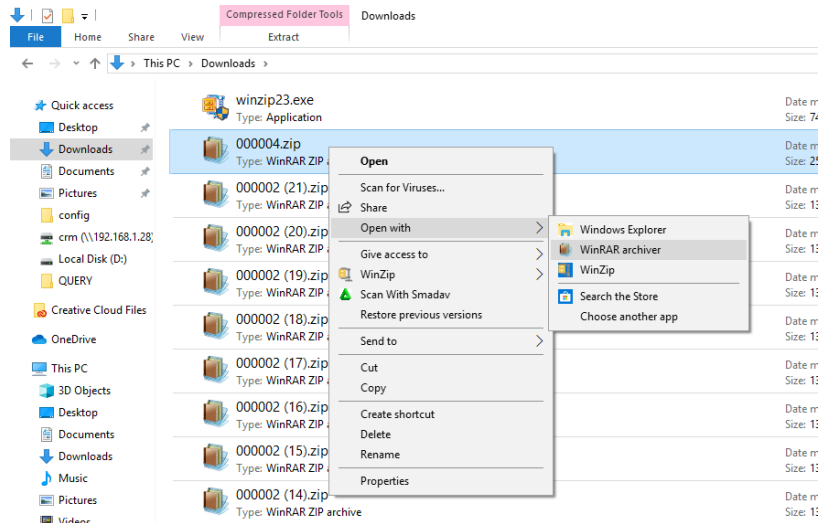 Compressed Folder Tools
Downloads
File
Home
Share
View
Extract
This PC
Downloads
Quick access
Desktop
Downloads
Documents
Pictures
config
crm (\\192.168.1.28)
Local Disk (D:)
QUERY
Creative Cloud Files
OneDrive
This PC
3D Objects
Desktop
Documents
Downloads
Music
Pictures
Videos
winzip23.exe
Type: Application
Date m
Size: 74
000004.zip
Type: WinRAR ZIP a
Date m
Size: 25
000002 (21).zip
Type: WinRAR ZIP a
Date m
Size: 13
000002 (20).zip
Type: WinRAR ZIP a
Date m
Size: 13
000002 (19).zip
Type: WinRAR ZIP a
Date m
Size: 13
000002 (18).zip
Type: WinRAR ZIP a
Date m
Size: 13
000002 (17).zip
Type: WinRAR ZIP a
Date m
Size: 13
000002 (16).zip
Type: WinRAR ZIP a
Date m
Size: 13
000002 (15).zip
Type: WinRAR ZIP a
Date m
Size: 13
000002 (14).zip
Type: WinRAR ZIP archive
Date m
Size: 13
Open
Scan for Viruses...
Share
Open with
Give access to
WinZip
Scan With Smadav
Restore previous versions
Send to
Cut
Copy
Create shortcut
Delete
Rename
Properties
Windows Explorer
WinRAR archiver
WinZip
Search the Store
Choose another app